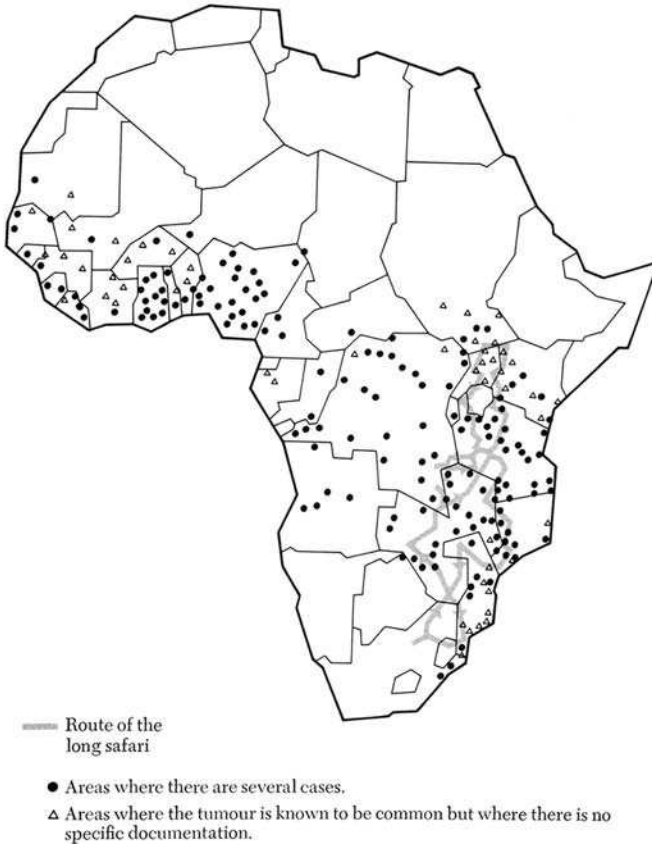 Route of the
long safari
Areas where there are several cases.
Areas where the tumour is known to be common but where there is no
specific documentation.